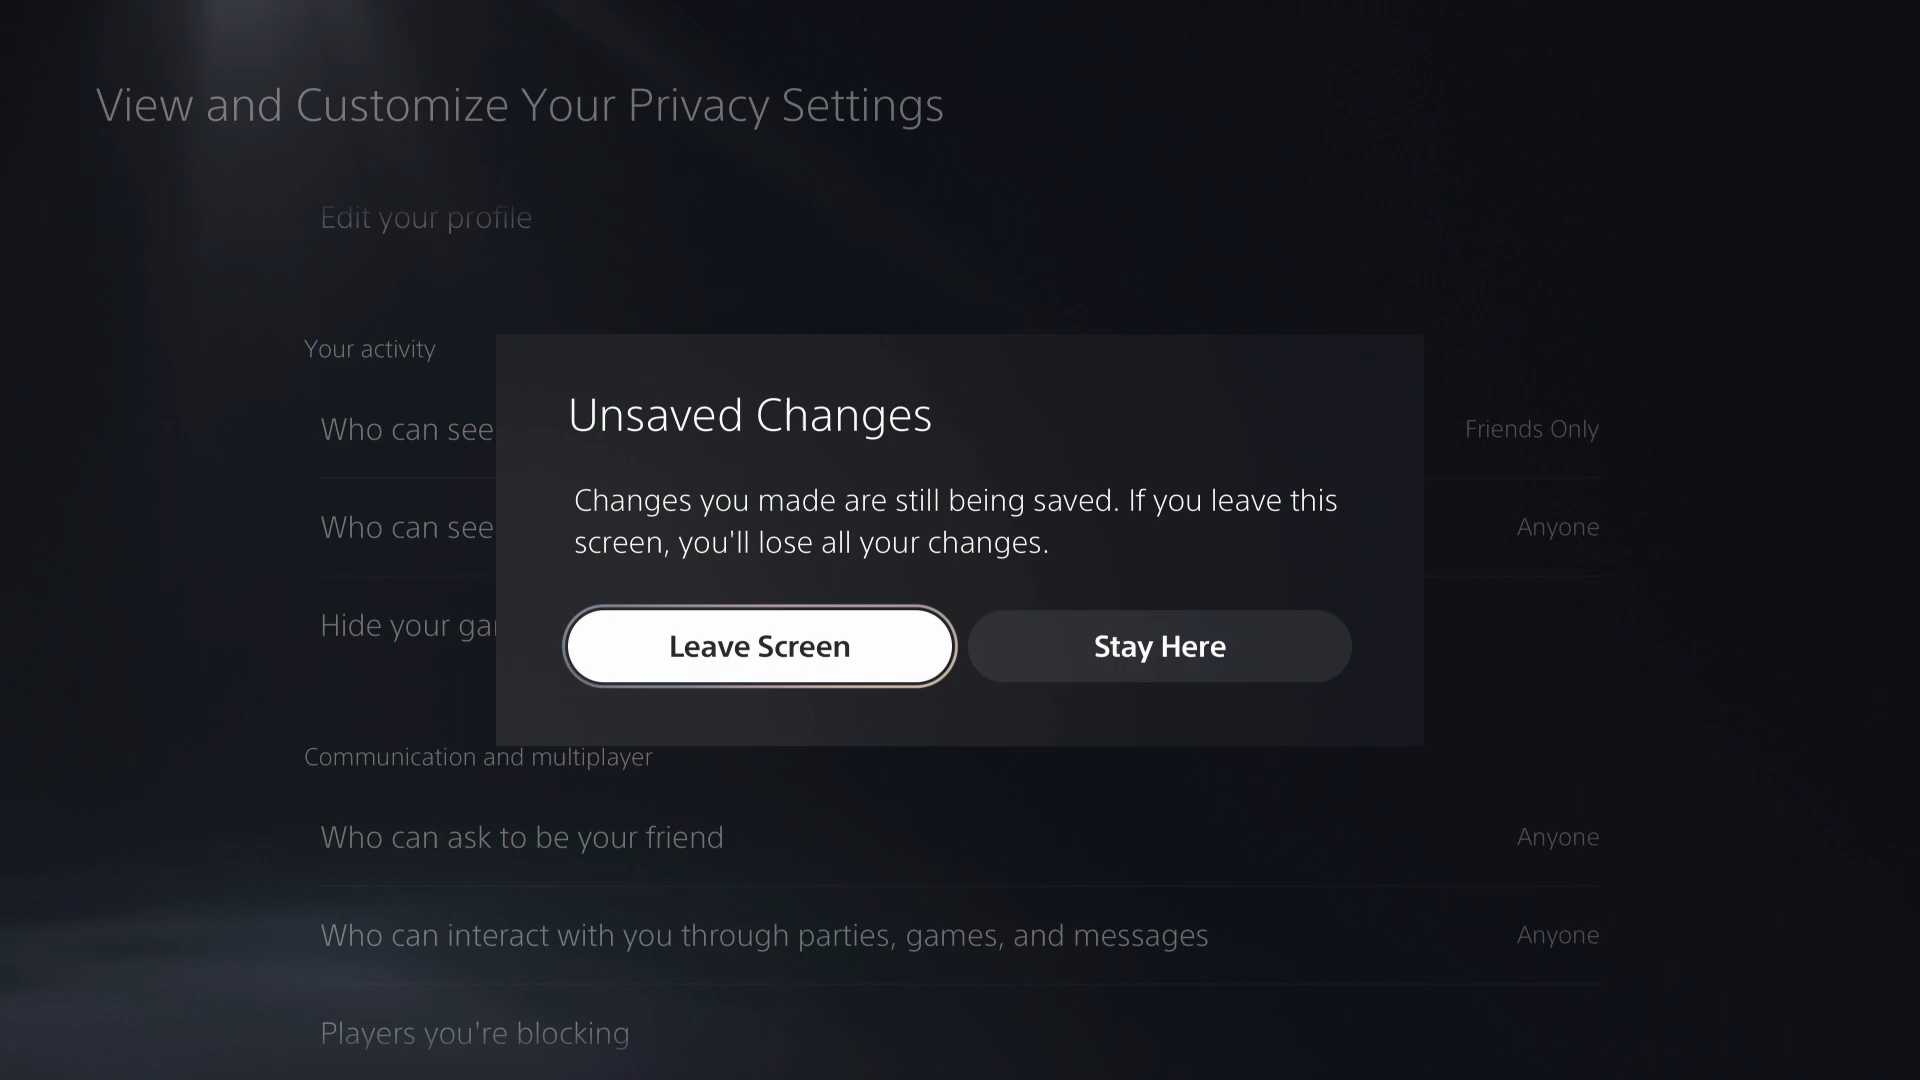 View and Customize Your Privacy Settings
Edit your profile
Your activity
Who can see
Friends Only
Who can see
Anyone
Hide your
Unsaved Changes
Changes you made are still being saved. If you leave this
screen, you'll lose all your changes.
Leave Screen
Stay Here
Communication and multiplayer
Who can ask to be your friend
Anyone
Who can interact with you through parties, games, and messages
Anyone
Players you're blocking